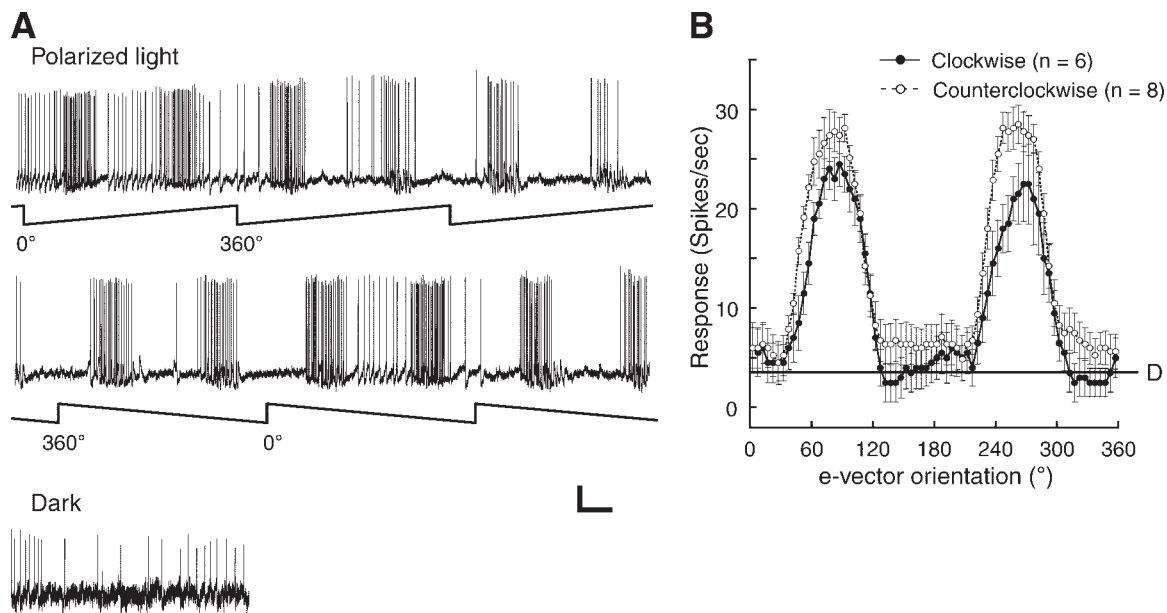 A
Polarized light
0°
360°
360°
0°
Dark
B
Clockwise (n = 6)
Counterclockwise (n = 8)
Response (Spikes/sec)
30
20
10
0
D
0 60 120 180 240 300 360
e-vector orientation (°)